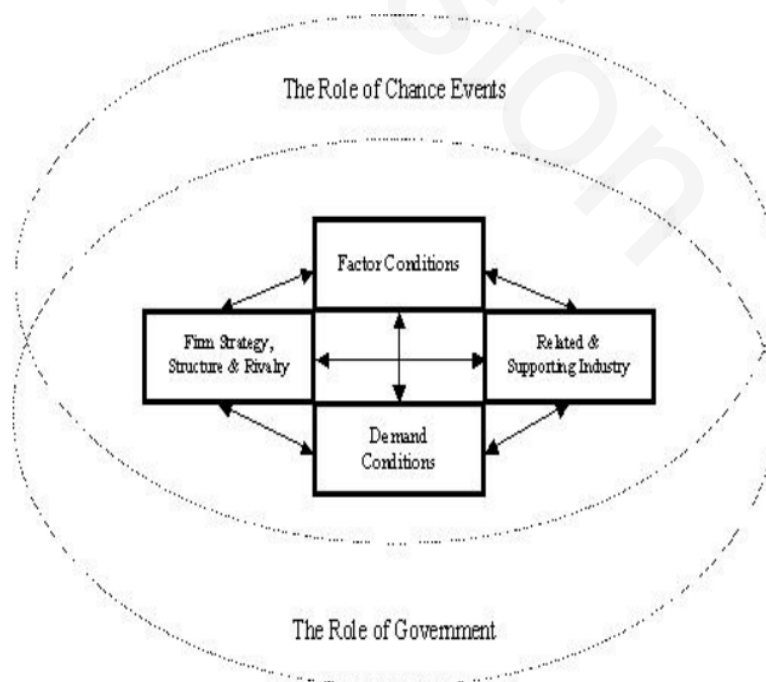 The Role of Chance Events
Factor Conditions
Firm Strategy,
Structure & Rivalry
Related &
Supporting Industry
Demand
Conditions
The Role of Government